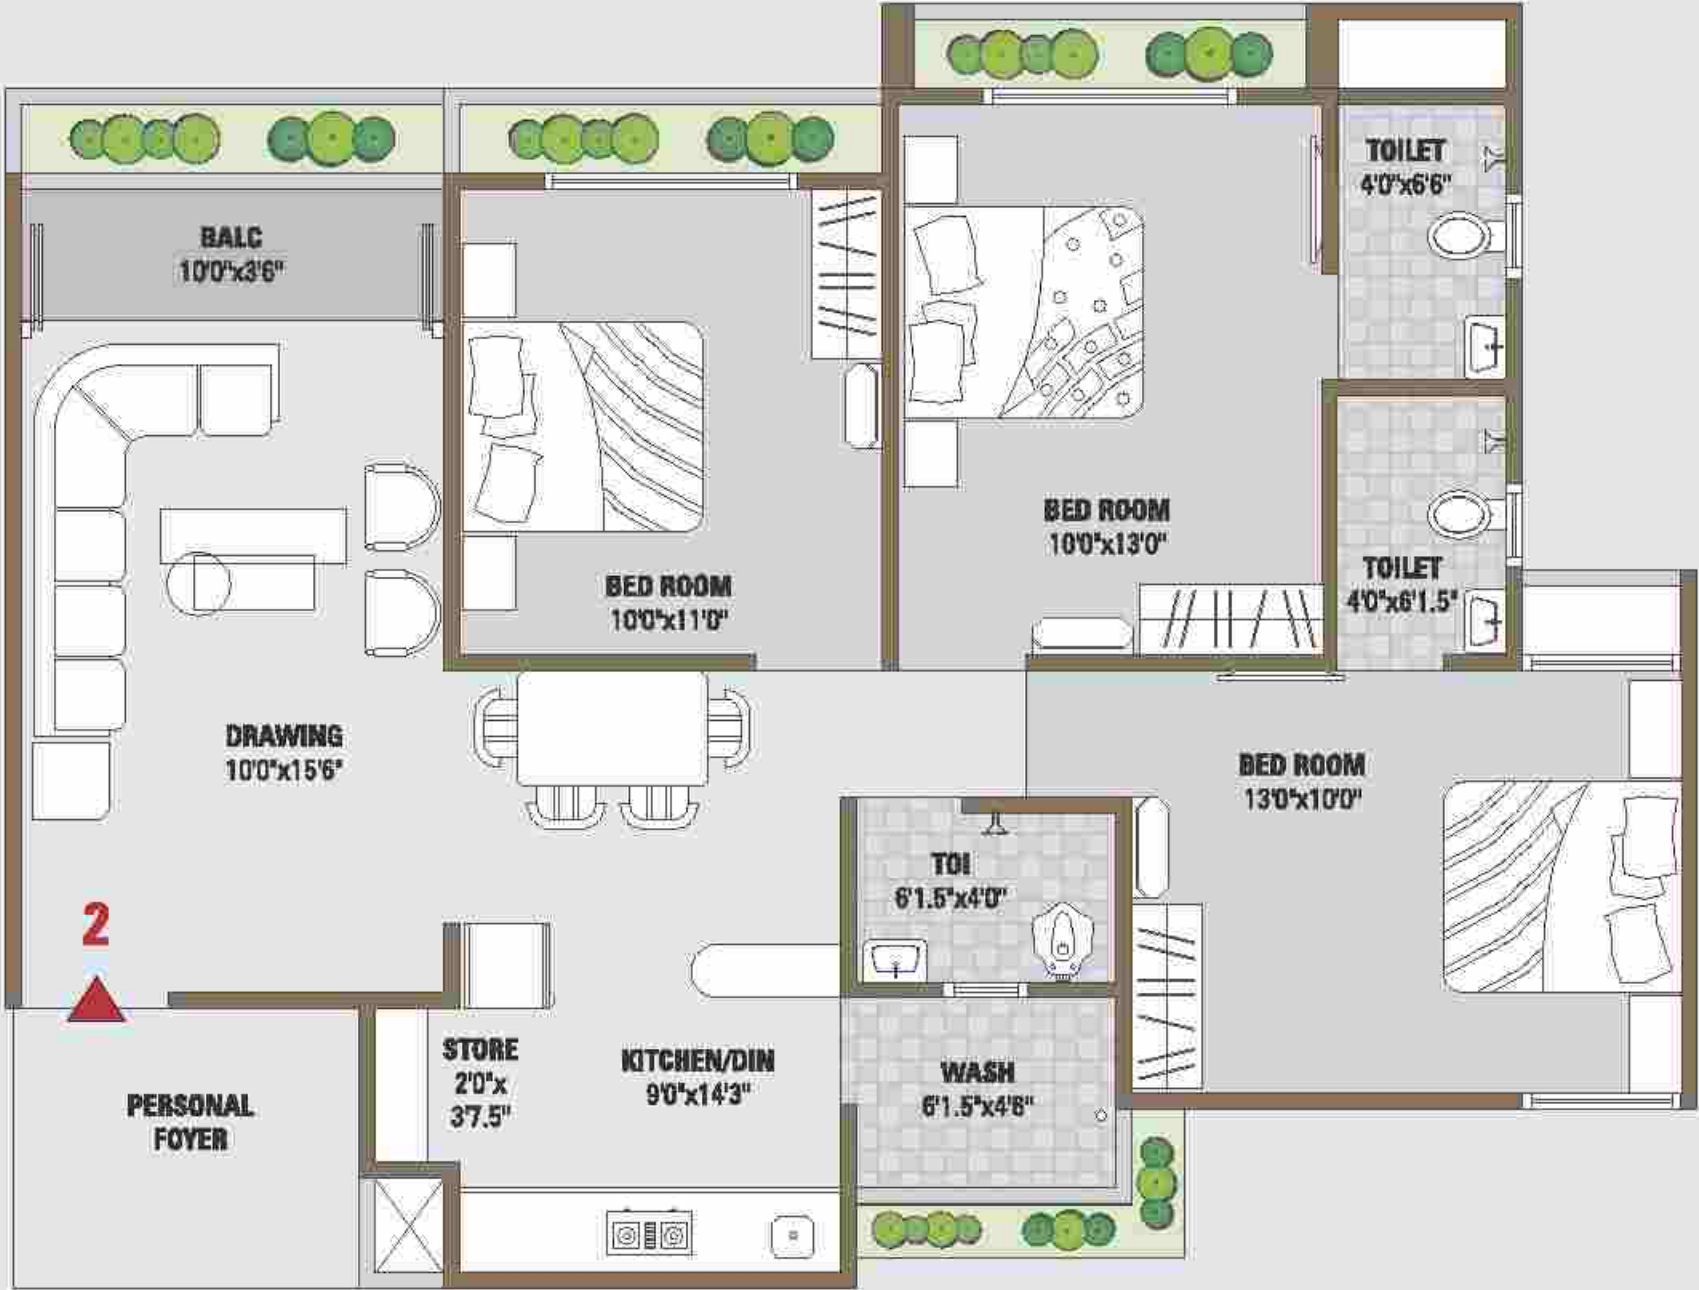 TOILET
4'0"x6'6"
BALC
10'0"x3'6"
BED ROOM
10'0"x13'0"
TOILET
4'0"x6'1.5"
BED ROOM
10'0"x11'0"
DRAWING
10'0"x15'6"
BED ROOM
13'0"x10'0"
TOI
6'1.5"x4'0"
2
STORE
2'0"x
3'7.5"
KITCHEN/DIN
9'0"x14'3"
WASH
6'1.5"x4'6"
PERSONAL
FOYER